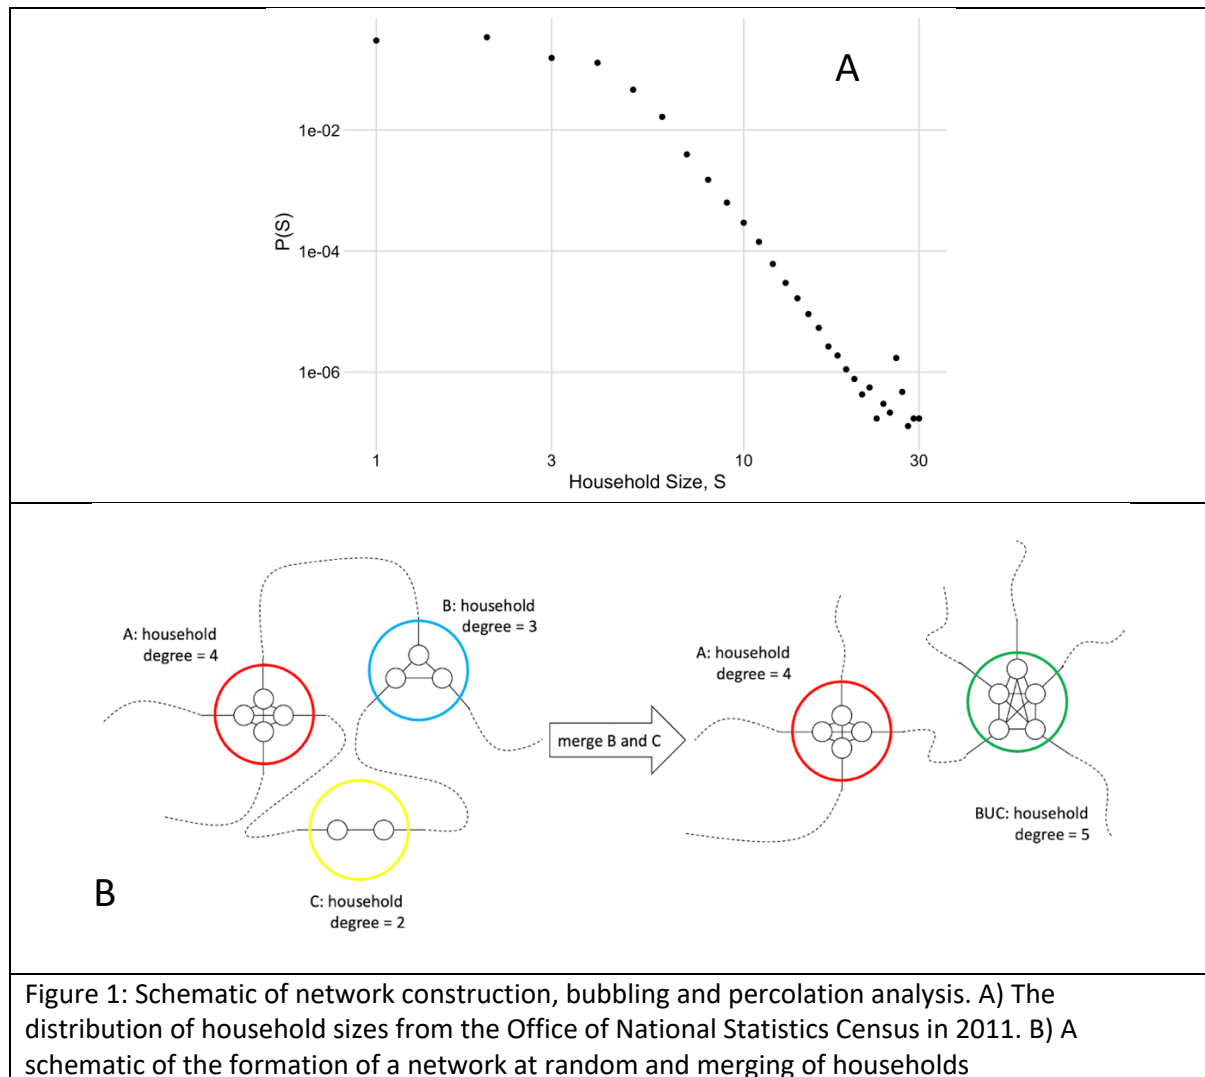 A
1e-02
1e-04
1e-06
P(S)
1
3
10
30
Household Size, S
B: household
degree = 3
A: household
degree = 4
A: household
degree = 4
merge B and C
BUC: household
degree = 5
B
C: household
degree = 2
Figure 1: Schematic of network construction, bubbling and percolation analysis. A) The
distribution of household sizes from the Office of National Statistics Census in 2011. B) A
schematic of the formation of a network at random and merging of households